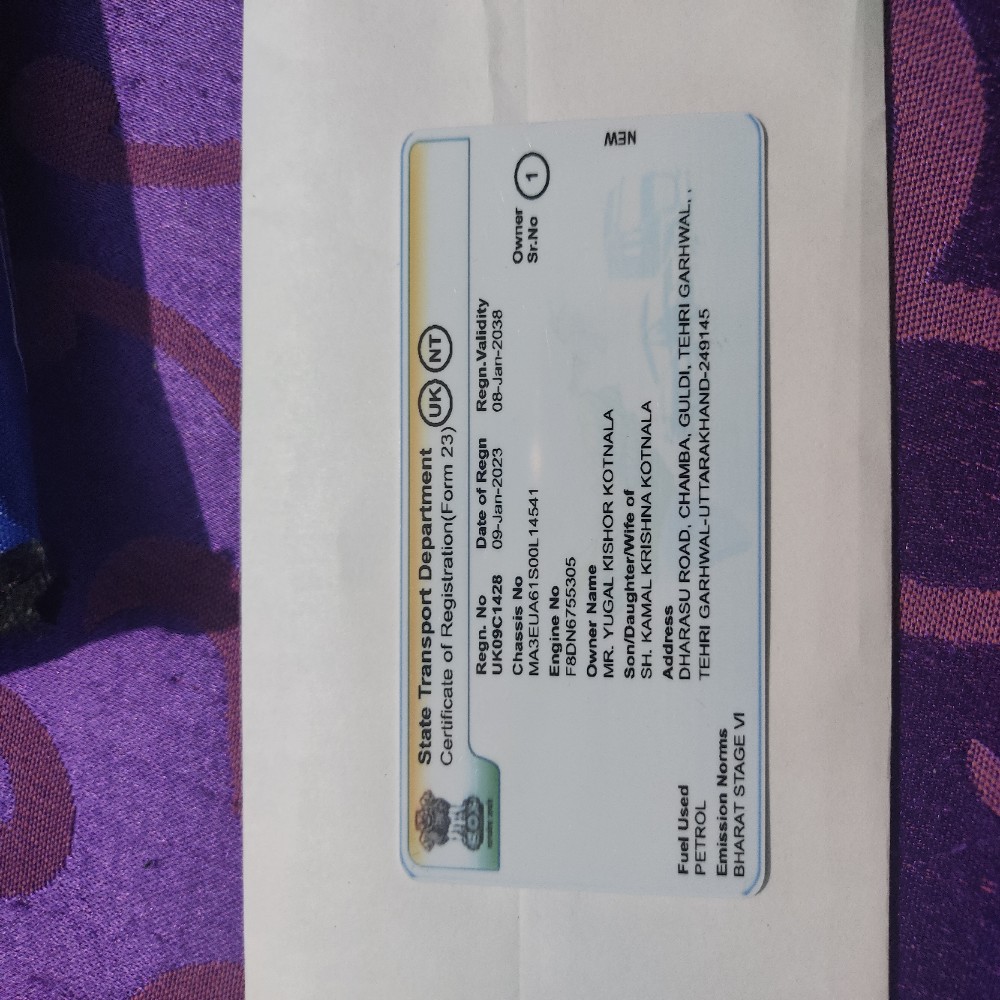 State Transport Department
Certificate of Registration(Form 23)
UK NT
Regn. No Date of Regn Regn.Validity
UK09C1428 09-Jan-2023 08-Jan-2038
Chassis No
MA3EUA61S00L14541
Owner
Sr.No 1
Engine No
F8DN6755305
Owner Name
MR. YUGAL KISHOR KOTNALA
Son/Daughter/Wife of
SH. KAMAL KRISHNA KOTNALA
NEW
Address
DHARASU ROAD, CHAMBA, GULDI, TEHRI GARHWAL, ,
TEHRI GARHWAL-UTTARAKHAND-249145
Fuel Used
PETROL
Emission Norms
BHARAT STAGE VI